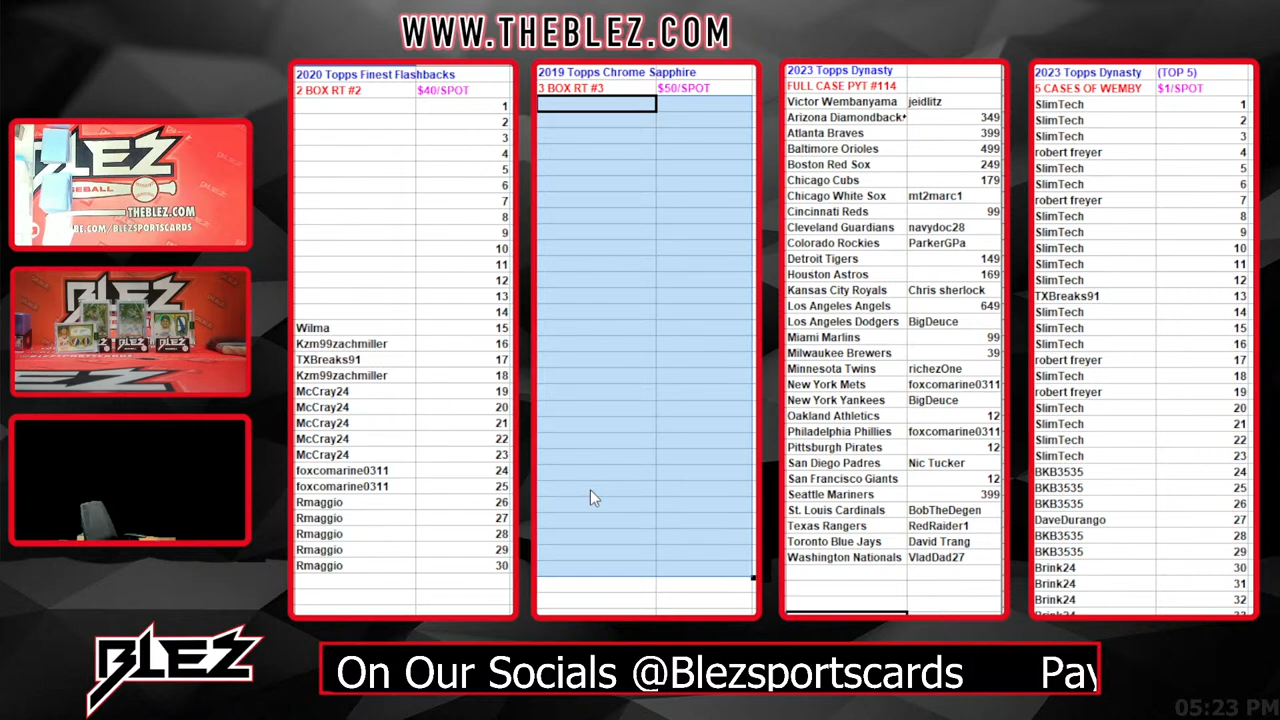 WWW.THEBLEZ.COM
BLEZ
BASEBALL
THEBLEZ.COM
BE.COM/BLEZSPORTSCARDS
2020 Topps Finest Flashbacks
2 BOX RT #2 $40/SPOT
1
2
3
4
5
6
7
8
9
10
11
12
13
14
Wilma 15
Kzm99zachmiller 16
TXBreaks91 17
Kzm99zachmiller 18
McCray24 19
McCray24 20
McCray24 21
McCray24 22
McCray24 23
foxcomarine0311 24
foxcomarine0311 25
Rmaggio 26
Rmaggio 27
Rmaggio 28
Rmaggio 29
Rmaggio 30
2019 Topps Chrome Sapphire
3 BOX RT #3 $50/SPOT
2023 Topps Dynasty
FULL CASE PYT #114
Victor Wembanyama jeidlitz
Arizona Diamondback 349
Atlanta Braves 399
Baltimore Orioles 499
Boston Red Sox 249
Chicago Cubs 179
Chicago White Sox mt2marc1
Cincinnati Reds 99
Cleveland Guardians navydoc28
Colorado Rockies ParkerGPa
Detroit Tigers 149
Houston Astros 169
Kansas City Royals Chris sherlock
Los Angeles Angels 649
Los Angeles Dodgers BigDeuce
Miami Marlins 99
Milwaukee Brewers 39
Minnesota Twins richezOne
New York Mets foxcomarine0311
New York Yankees BigDeuce
Oakland Athletics 12
Philadelphia Phillies foxcomarine0311
Pittsburgh Pirates 12
San Diego Padres Nic Tucker
San Francisco Giants 12
Seattle Mariners 399
St. Louis Cardinals BobTheDegen
Texas Rangers RedRaider1
Toronto Blue Jays David Trang
Washington Nationals VladDad27
2023 Topps Dynasty (TOP 5)
5 CASES OF WEMBY $1/SPOT
SlimTech 1
SlimTech 2
SlimTech 3
robert freyer 4
SlimTech 5
SlimTech 6
robert freyer 7
SlimTech 8
SlimTech 9
SlimTech 10
SlimTech 11
SlimTech 12
TXBreaks91 13
SlimTech 14
SlimTech 15
SlimTech 16
robert freyer 17
SlimTech 18
robert freyer 19
SlimTech 20
SlimTech 21
SlimTech 22
SlimTech 23
BKB3535 24
BKB3535 25
BKB3535 26
DaveDurango 27
BKB3535 28
BKB3535 29
Brink24 30
Brink24 31
Brink24 32
Brink24 33
BLEZ
On Our Socials @Blezsportscards Pay
05:23 PM